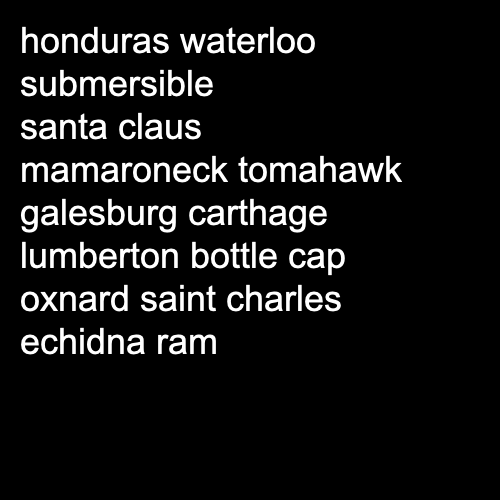 honduras waterloo
submersible
santa claus
mamaroneck tomahawk
galesburg carthage
lumberton bottle cap
oxnard saint charles
echidna ram